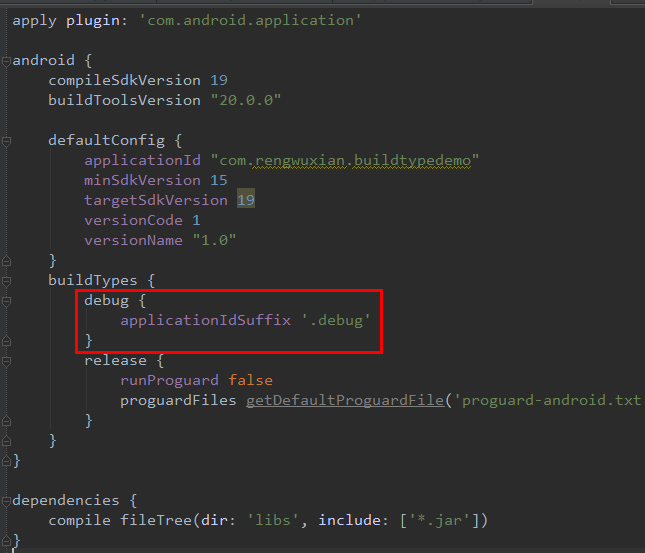 apply plugin: 'com.android.application'
android {
compileSdkVersion 19
buildToolsVersion "20.0.0"
defaultConfig {
applicationId "com.rengwuxian.buildtypedemo"
minSdkVersion 15
targetSdkVersion 19
versionCode 1
versionName "1.0"
}
buildTypes {
debug {
applicationIdSuffix '.debug'
}
release {
runProguard false
proguardFiles getDefaultProguardFile('proguard-android.txt
}
}
}
dependencies {
compile fileTree(dir: 'libs', include: ['*.jar'])
}